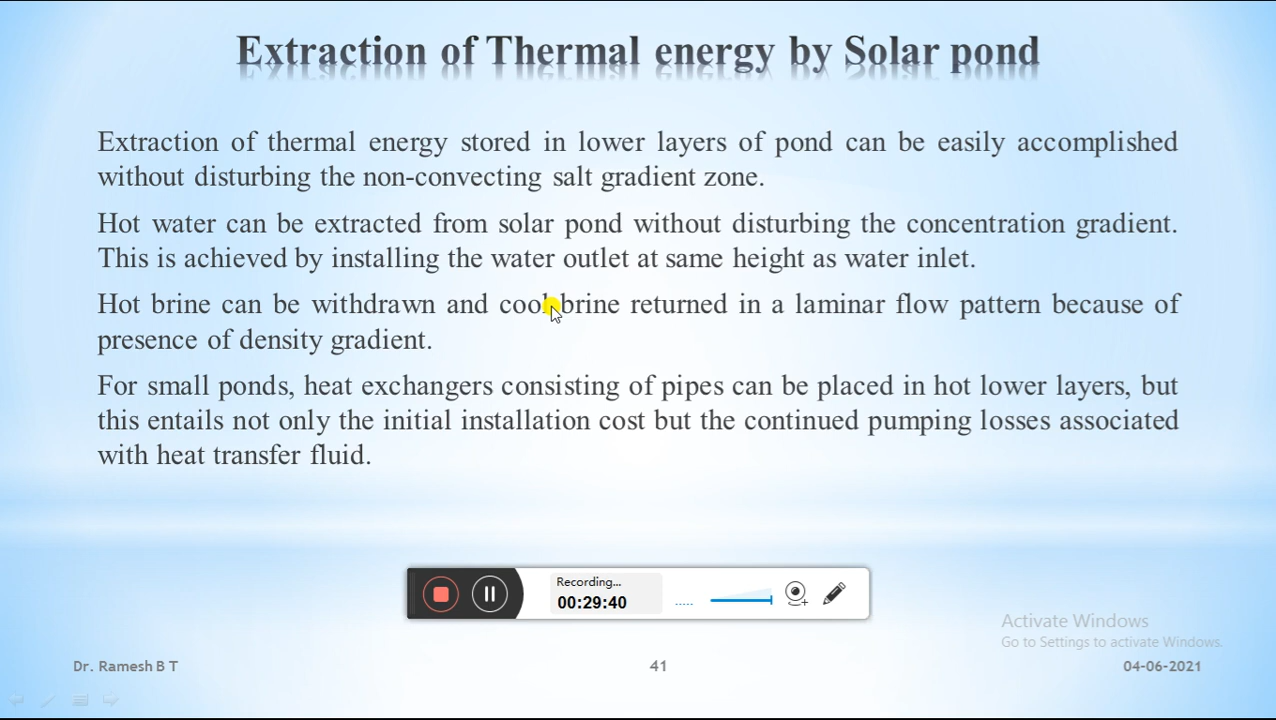 Extraction of Thermal energy by Solar pond
Extraction of thermal energy stored in lower layers of pond can be easily accomplished
without disturbing the non-convecting salt gradient zone.
Hot water can be extracted from solar pond without disturbing the concentration gradient.
This is achieved by installing the water outlet at same height as water inlet.
Hot brine can be withdrawn and cool brine returned in a laminar flow pattern because of
presence of density gradient.
For small ponds, heat exchangers consisting of pipes can be placed in hot lower layers, but
this entails not only the initial installation cost but the continued pumping losses associated
with heat transfer fluid.
Recording...
00:29:40
Activate Windows
Go to Settings to activate Windows.
Dr. Ramesh B T
41
04-06-2021